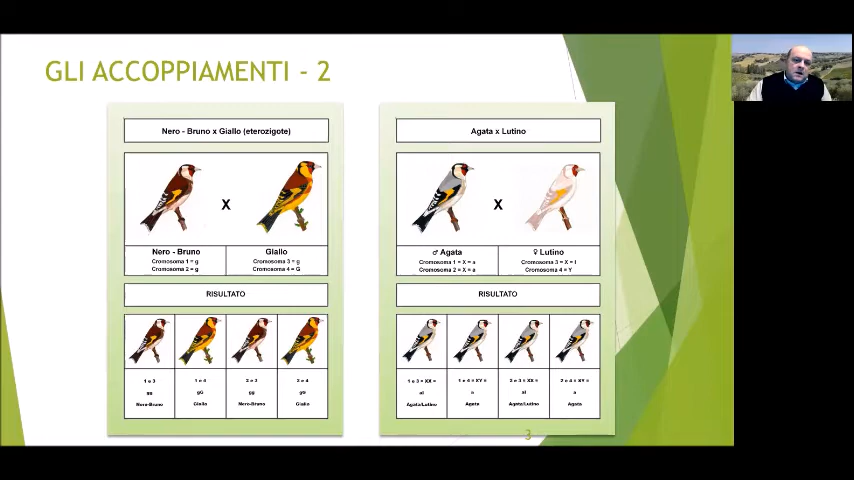 GLI ACCOPPIAMENTI - 2
Nero - Bruno x Giallo (eterozigote)
X
Nero - Bruno
Cromosoma 1 = g
Cromosoma 2 = g
Giallo
Cromosoma 3 = g
Cromosoma 4 = G
RISULTATO
1 e 3
gg
Nero-Bruno
1 e 4
gG
Giallo
2 e 3
gg
Nero-Bruno
2 e 4
gG
Giallo
Agata x Lutino
X
♂ Agata
Cromosoma 1 = X = a
Cromosoma 2 = X = a
♀ Lutino
Cromosoma 3 = X = l
Cromosoma 4 = Y
RISULTATO
1 e 3 = XX =
al
Agata/Lutino
1 e 4 = XY =
a
Agata
2 e 3 = XX =
al
Agata/Lutino
2 e 4 = XY =
a
Agata
3